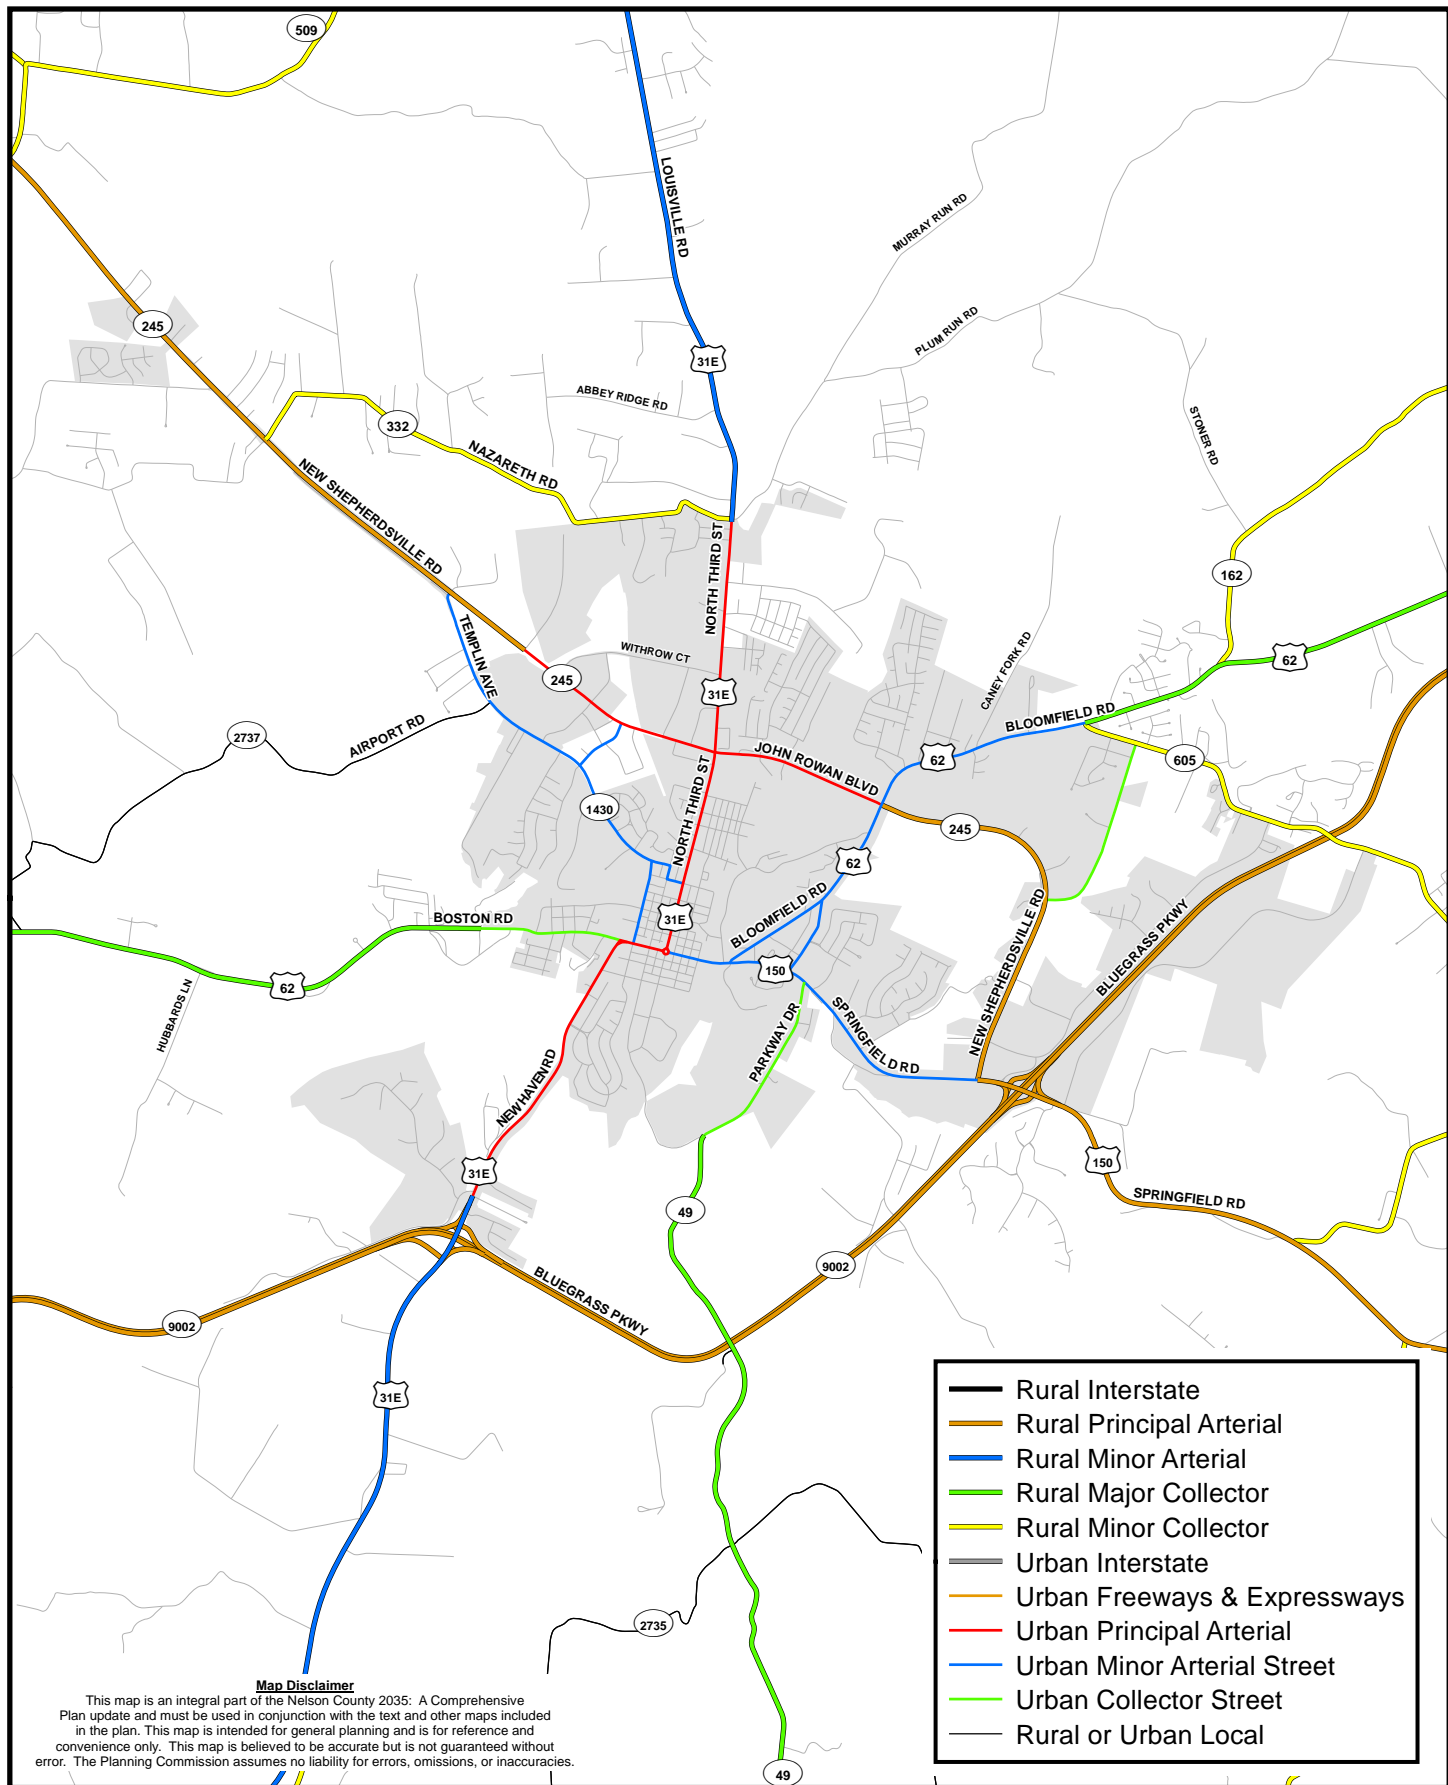 509
LOUISVILLE RD
MURRAY RUN RD
245
PLUM RUN RD
31E
ABBEY RIDGE RD
332
STONER RD
NAZARETH RD
NEW SHEPHERDSVILLE RD
NORTH THIRD ST
162
TEMPLIN AVE
WITHROW CT
CANEY FORK RD
62
245
31E
BLOOMFIELD RD
2737
AIRPORT RD
JOHN ROWAN BLVD
62
605
NORTH THIRD ST
1430
245
62
BLOOMFIELD RD
BOSTON RD
31E
NEW SHEPHERDSVILLE RD
BLUEGRASS PKWY
150
62
HUBBARDS LN
PARKWAY DR
SPRINGFIELD RD
NEW HAVEN RD
31E
150
SPRINGFIELD RD
49
9002
BLUEGRASS PKWY
9002
31E
2735
49
Rural Interstate
Rural Principal Arterial
Rural Minor Arterial
Rural Major Collector
Rural Minor Collector
Urban Interstate
Urban Freeways & Expressways
Urban Principal Arterial
Urban Minor Arterial Street
Urban Collector Street
Rural or Urban Local
Map Disclaimer
This map is an integral part of the Nelson County 2035: A Comprehensive
Plan update and must be used in conjunction with the text and other maps included
in the plan. This map is intended for general planning and is for reference and
convenience only. This map is believed to be accurate but is not guaranteed without
error. The Planning Commission assumes no liability for errors, omissions, or inaccuracies.